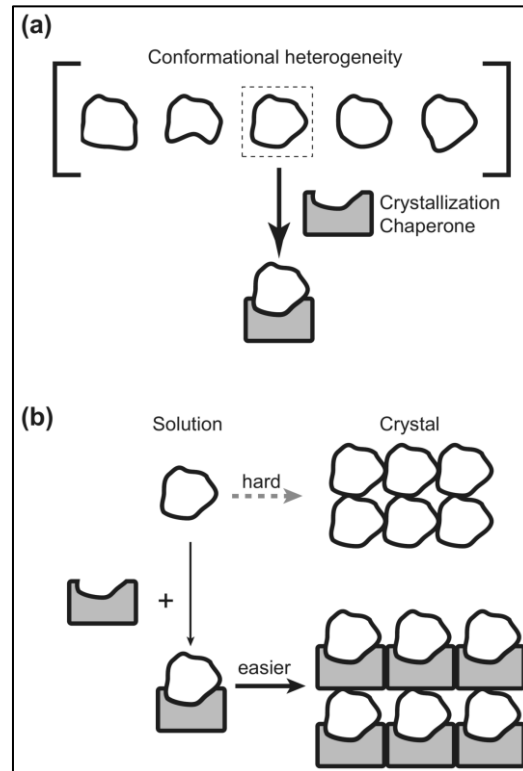 (a)
Conformational heterogeneity
Crystallization
Chaperone
(b)
Solution
Crystal
hard
+
easier